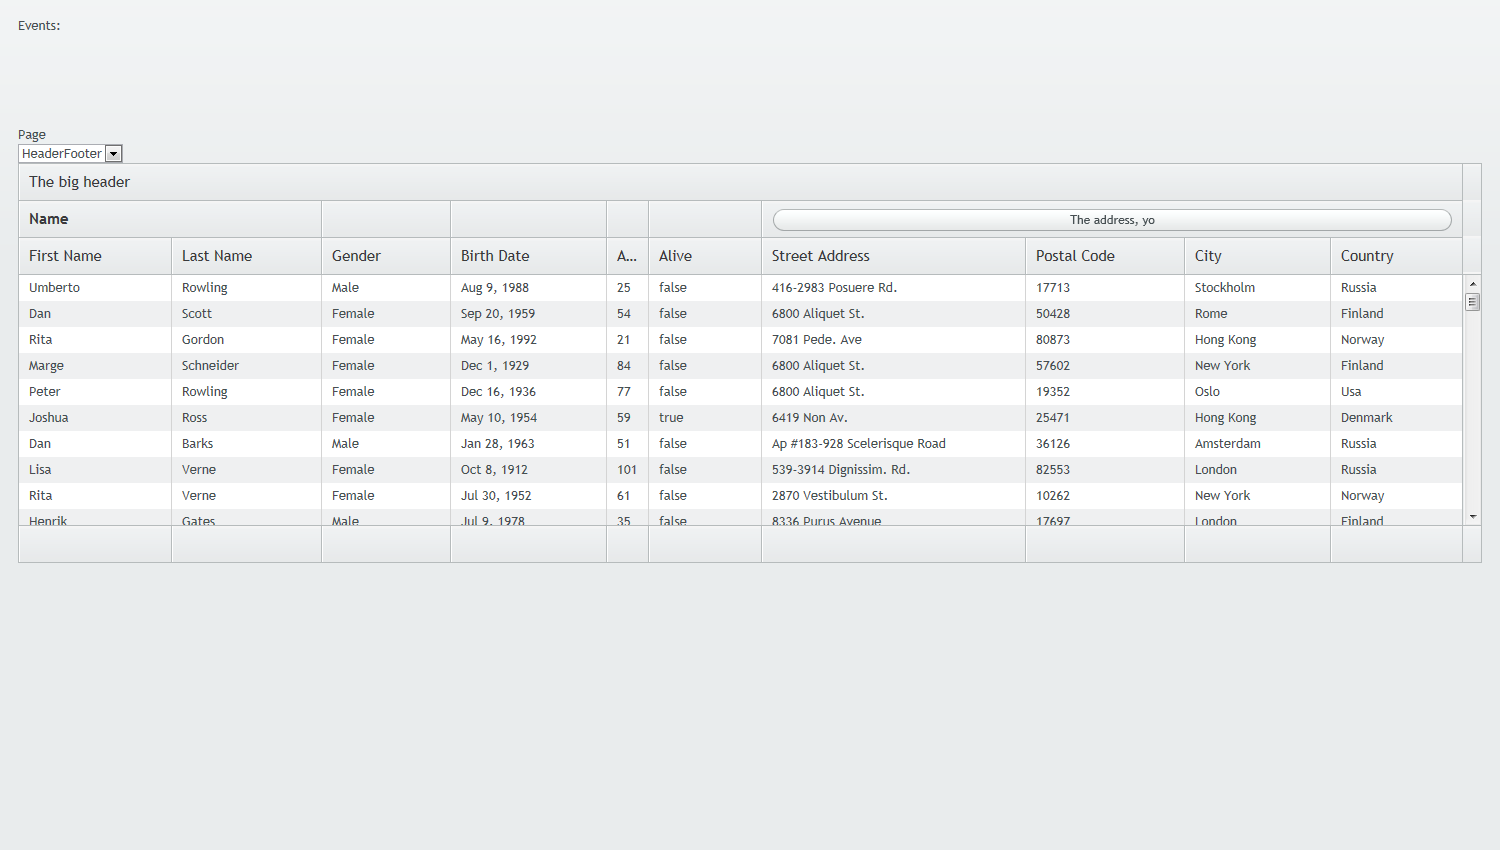 Events:
Page
HeaderFooter
The big header
Name The address, yo
First Name Last Name Gender Birth Date A... Alive Street Address Postal Code City Country
Umberto Rowling Male Aug 9, 1988 25 false 416-2983 Posuere Rd. 17713 Stockholm Russia
Dan Scott Female Sep 20, 1959 54 false 6800 Aliquet St. 50428 Rome Finland
Rita Gordon Female May 16, 1992 21 false 7081 Pede. Ave 80873 Hong Kong Norway
Marge Schneider Female Dec 1, 1929 84 false 6800 Aliquet St. 57602 New York Finland
Peter Rowling Female Dec 16, 1936 77 false 6800 Aliquet St. 19352 Oslo Usa
Joshua Ross Female May 10, 1954 59 true 6419 Non Av. 25471 Hong Kong Denmark
Dan Barks Male Jan 28, 1963 51 false Ap #183-928 Scelerisque Road 36126 Amsterdam Russia
Lisa Verne Female Oct 8, 1912 101 false 539-3914 Dignissim. Rd. 82553 London Russia
Rita Verne Female Jul 30, 1952 61 false 2870 Vestibulum St. 10262 New York Norway
Henrik Gates Male Jul 9, 1978 35 false 8336 Purus Avenue 17697 London Finland